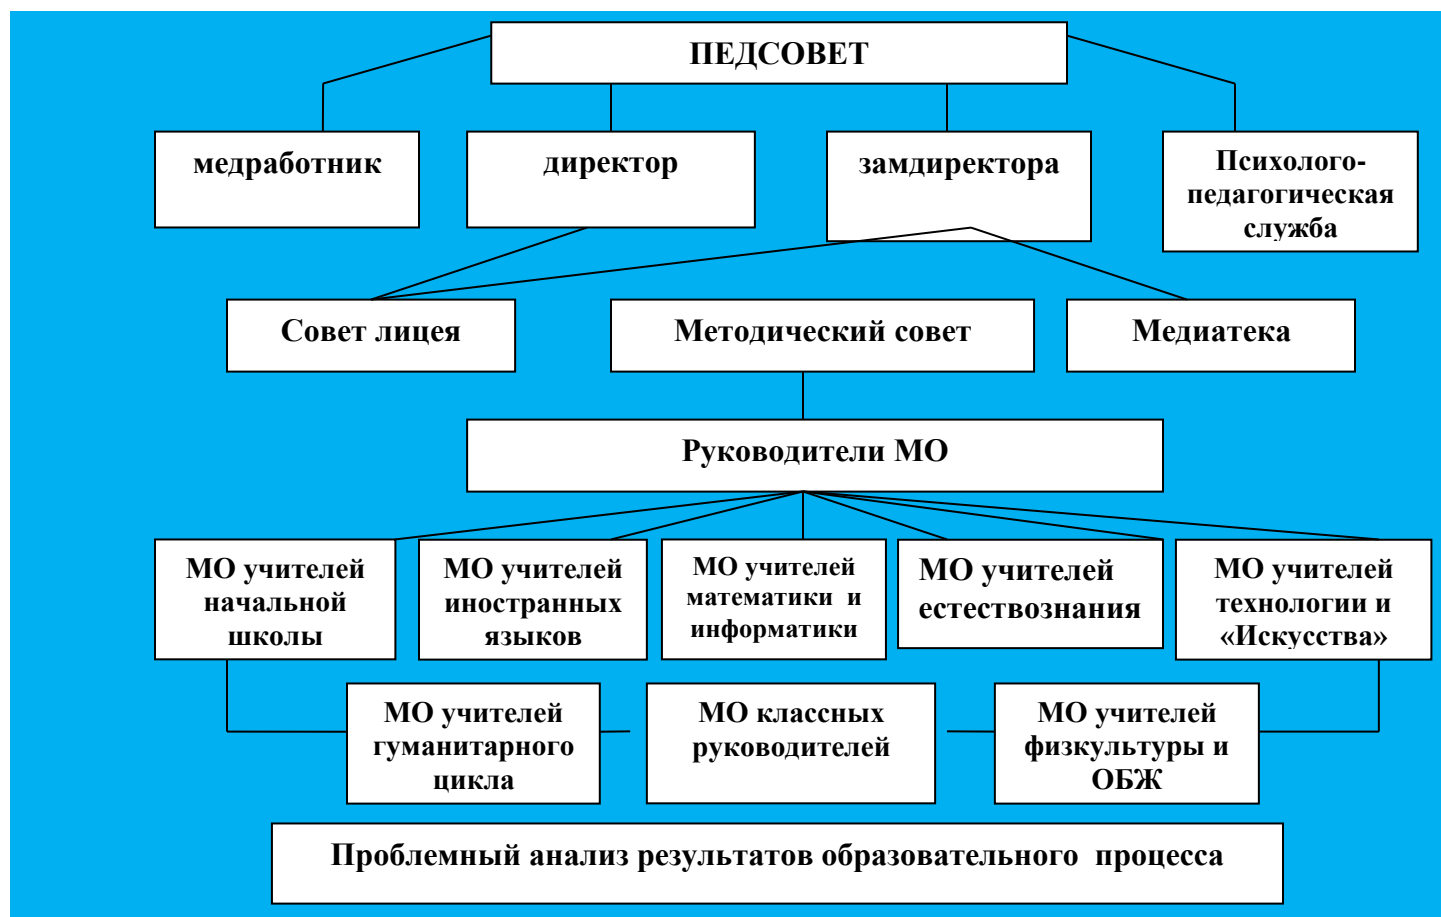 ПЕДСОВЕТ
медработник
директор
замдиректора
Психолого-
педагогическая
служба
Совет лицея
Методический совет
Медиатека
Руководители МО
МО учителей
начальной
школы
МО учителей
иностранных
языков
МО учителей
математики и
информатики
МО учителей
естествознания
МО учителей
технологии и
«Искусства»
МО учителей
гуманитарного
цикла
МО классных
руководителей
МО учителей
физкультуры и
ОБЖ
Проблемный анализ результатов образовательного процесса